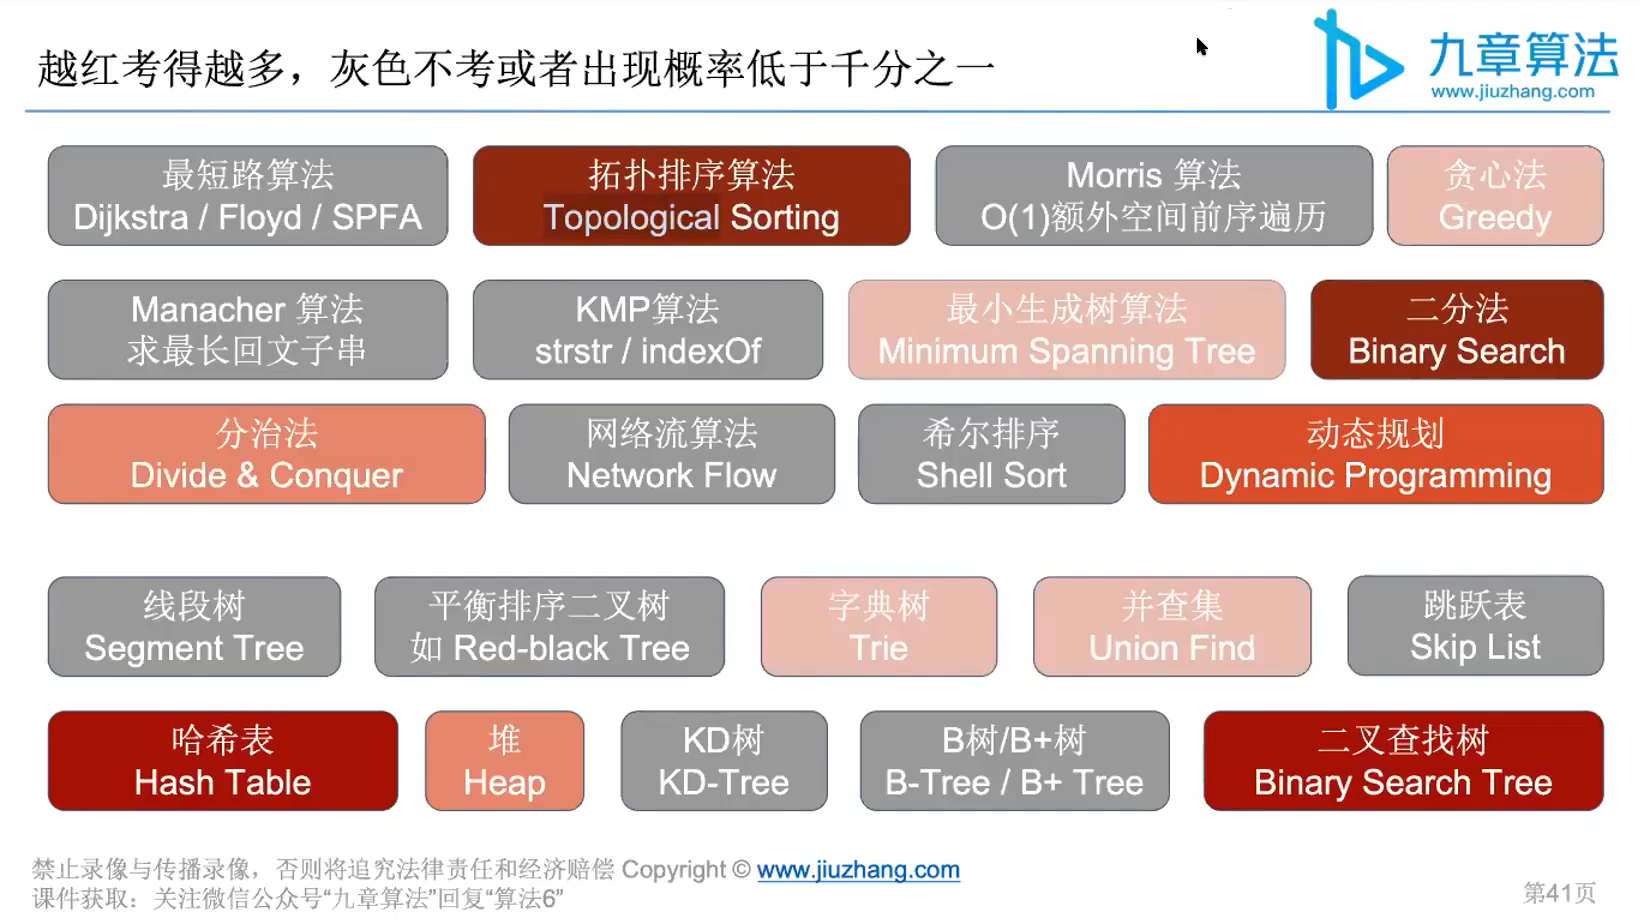 越红考得越多，灰色不考或者出现概率低于千分之一
九章算法
www.jiuzhang.com
最短路算法
Dijkstra / Floyd / SPFA
拓扑排序算法
Topological Sorting
Morris 算法
O(1)额外空间前序遍历
贪心法
Greedy
Manacher 算法
求最长回文子串
KMP算法
strstr / indexOf
最小生成树算法
Minimum Spanning Tree
二分法
Binary Search
分治法
Divide & Conquer
网络流算法
Network Flow
希尔排序
Shell Sort
动态规划
Dynamic Programming
线段树
Segment Tree
平衡排序二叉树
如 Red-black Tree
字典树
Trie
并查集
Union Find
跳跃表
Skip List
哈希表
Hash Table
堆
Heap
KD树
KD-Tree
B树/B+树
B-Tree / B+ Tree
二叉查找树
Binary Search Tree
禁止录像与传播录像，否则将追究法律责任和经济赔偿 Copyright © www.jiuzhang.com
课件获取：关注微信公众号“九章算法”回复“算法6”
第41页